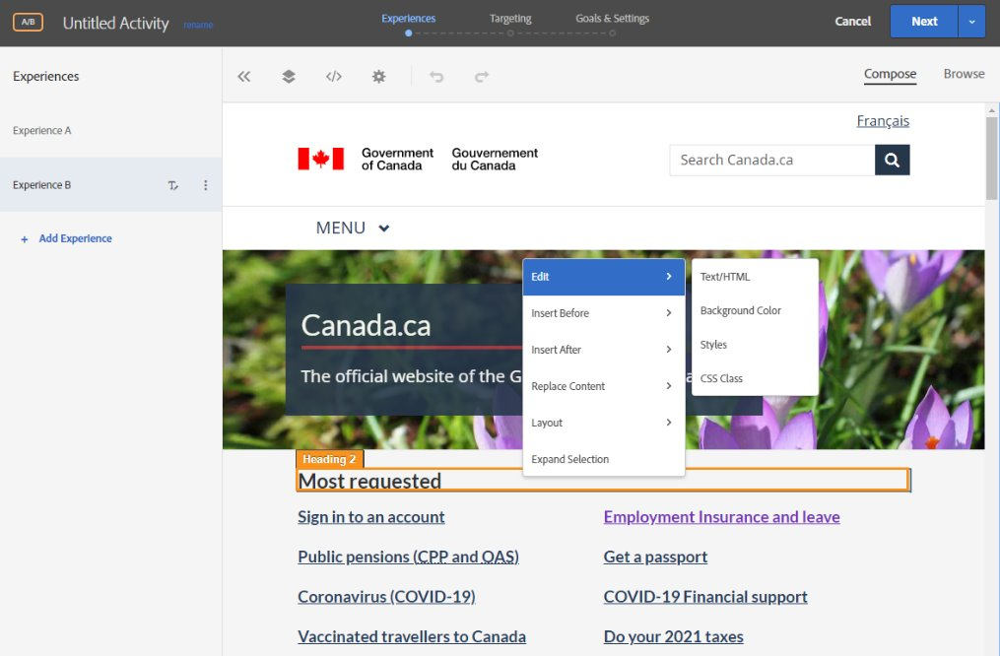 A/B
Untitled Activity
rename
Experiences
Targeting
Goals & Settings
Cancel
Next
Experiences
Compose
Browse
Experience A
Experience B
+ Add Experience
Français
Government
of Canada
Gouvernement
du Canada
Search Canada.ca
MENU
Canada.ca
The official website of the G
Edit
Insert Before
Insert After
Replace Content
Layout
Expand Selection
Text/HTML
Background Color
Styles
CSS Class
Heading 2
Most requested
Sign in to an account
Employment Insurance and leave
Public pensions (CPP and OAS)
Get a passport
Coronavirus (COVID-19)
COVID-19 Financial support
Vaccinated travellers to Canada
Do your 2021 taxes